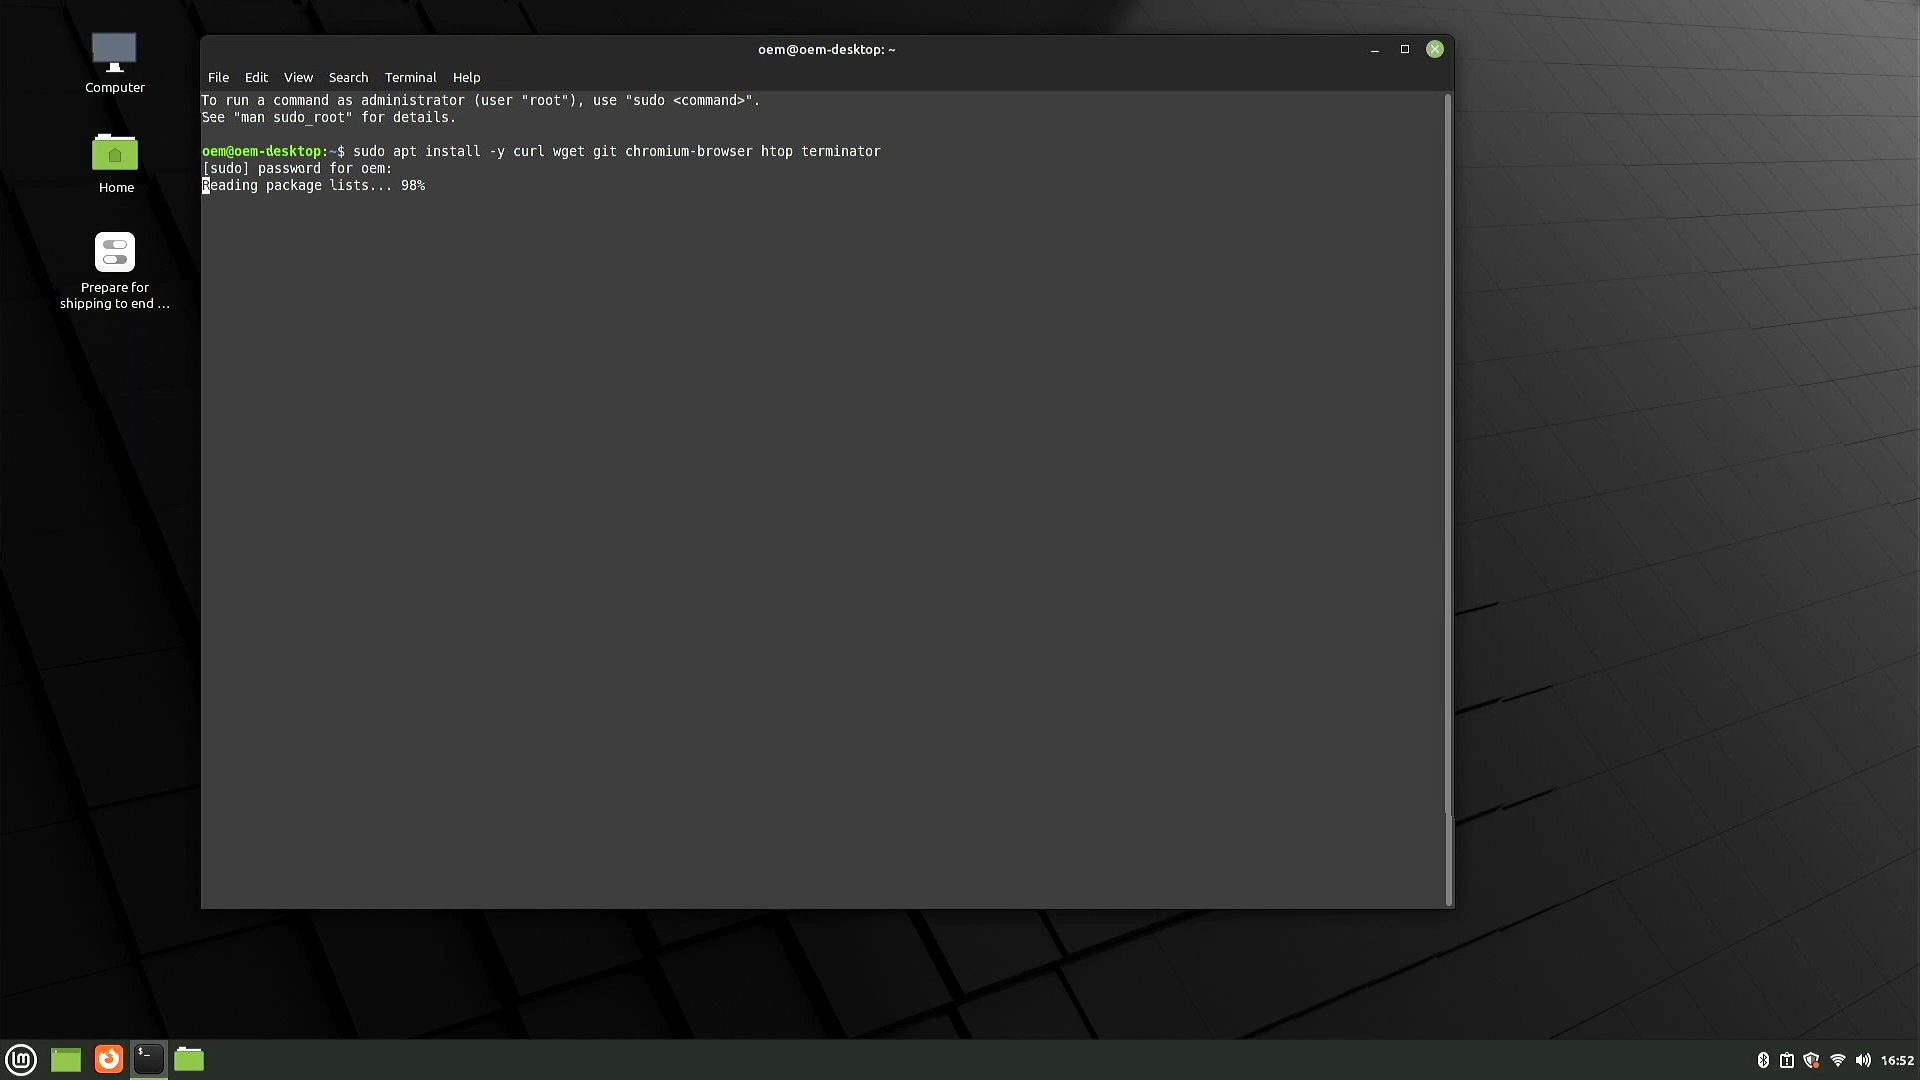 oem@oem-desktop: ~
File Edit View Search Terminal Help
To run a command as administrator (user "root"), use "sudo <command>".
See "man sudo_root" for details.
oem@oem-desktop:~$ sudo apt install -y curl wget git chromium-browser htop terminator
[sudo] password for oem:
Reading package lists... 98%
Computer
Home
Prepare for
shipping to end ...
lm
$_
16:52